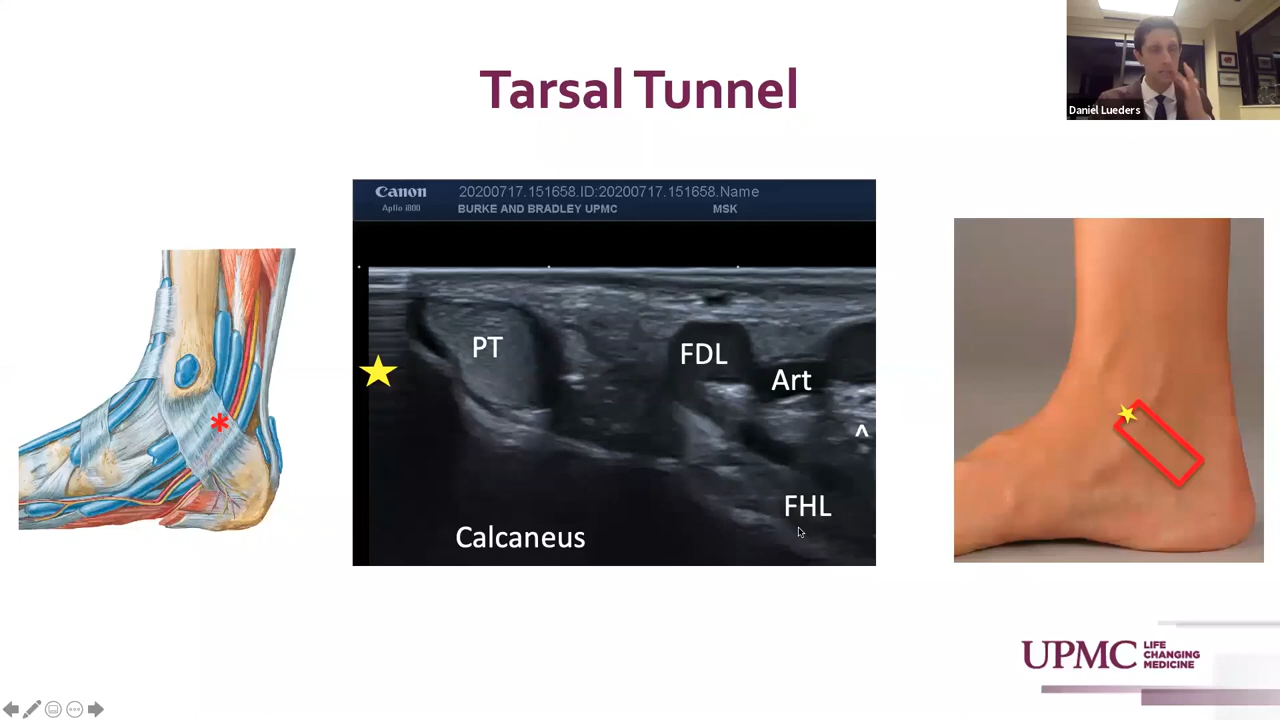 Tarsal Tunnel
Daniel Lueders
Canon
Aplio i800
20200717.151658.ID:20200717.151658.Name
BURKE AND BRADLEY UPMC
MSK
PT
FDL
Art
^
FHL
Calcaneus
*
UPMC
LIFE
CHANGING
MEDICINE